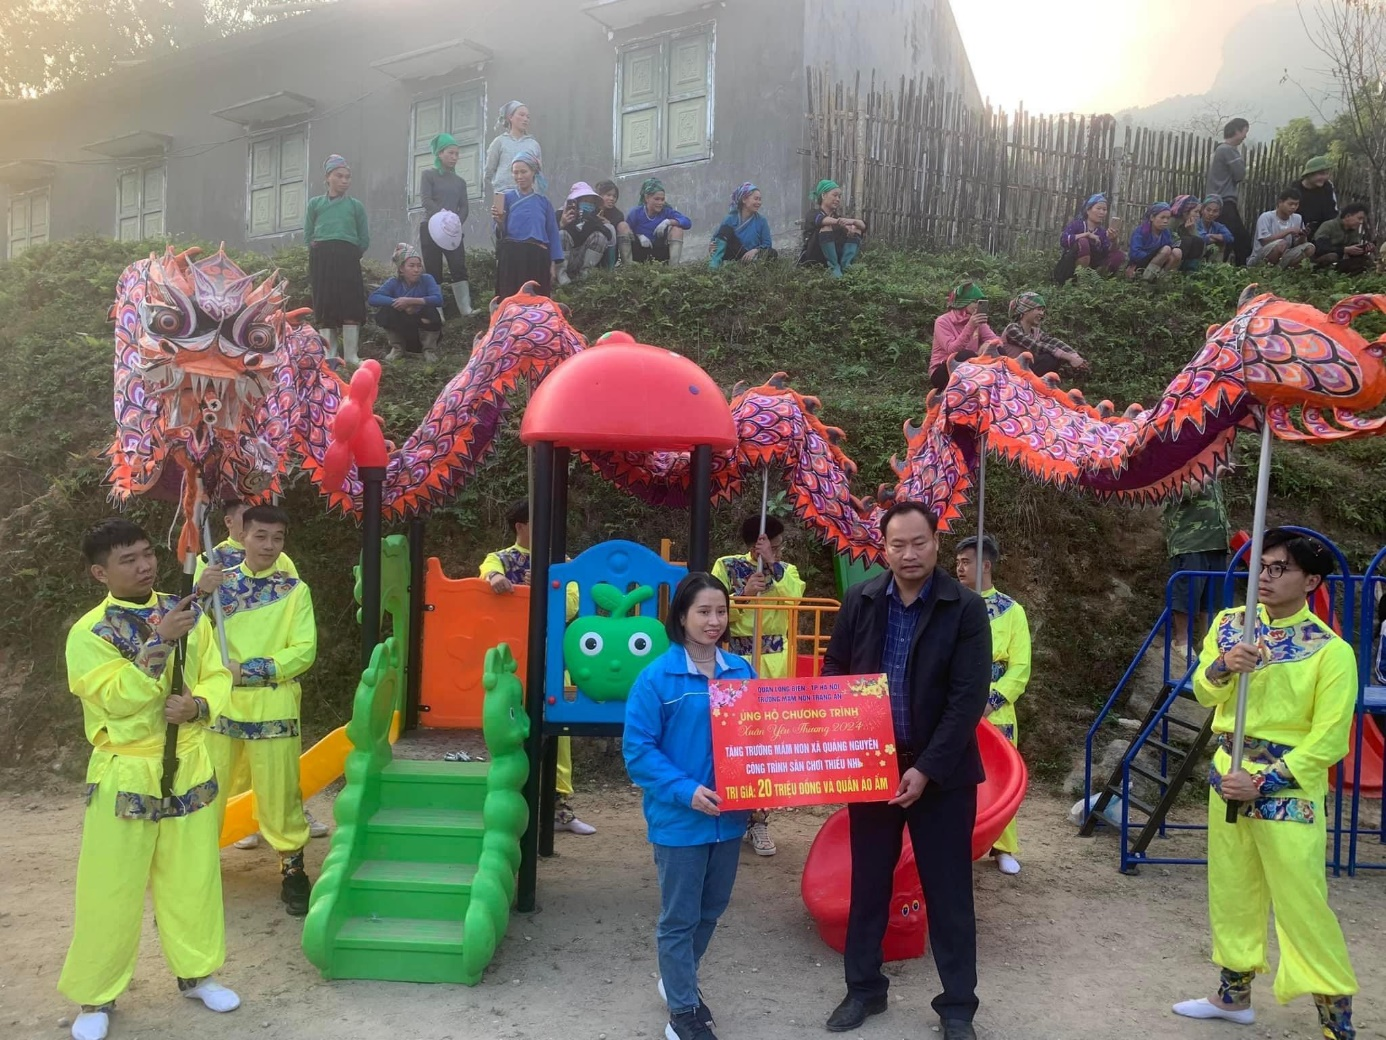 QUẬN LONG BIÊN - TP HÀ NỘI
TRƯỜNG MẦM NON TRÀNG AN
ỦNG HỘ CHƯƠNG TRÌNH
Xuân Yêu Thương 2024
TẶNG TRƯỜNG MẦM NON XÃ QUẢNG NGUYÊN
CÔNG TRÌNH SÂN CHƠI THIẾU NHI
TRỊ GIÁ: 20 TRIỆU ĐỒNG VÀ QUẦN ÁO ẤM